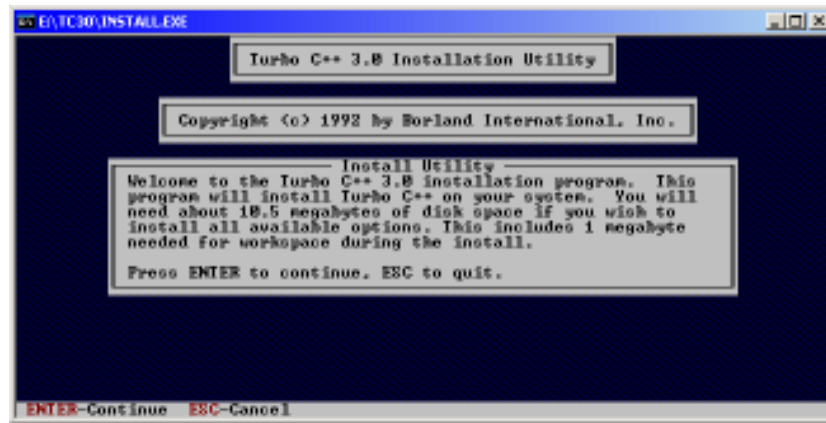 E:\TC30\INSTALL.EXE
Turbo C++ 3.0 Installation Utility
Copyright (c) 1992 by Borland International, Inc.
Install Utility
Welcome to the Turbo C++ 3.0 installation program. This
program will install Turbo C++ on your system. You will
need about 10.5 megabytes of disk space if you wish to
install all available options. This includes 1 megabyte
needed for workspace during the install.
Press ENTER to continue, ESC to quit.
ENTER-Continue ESC-Cancel